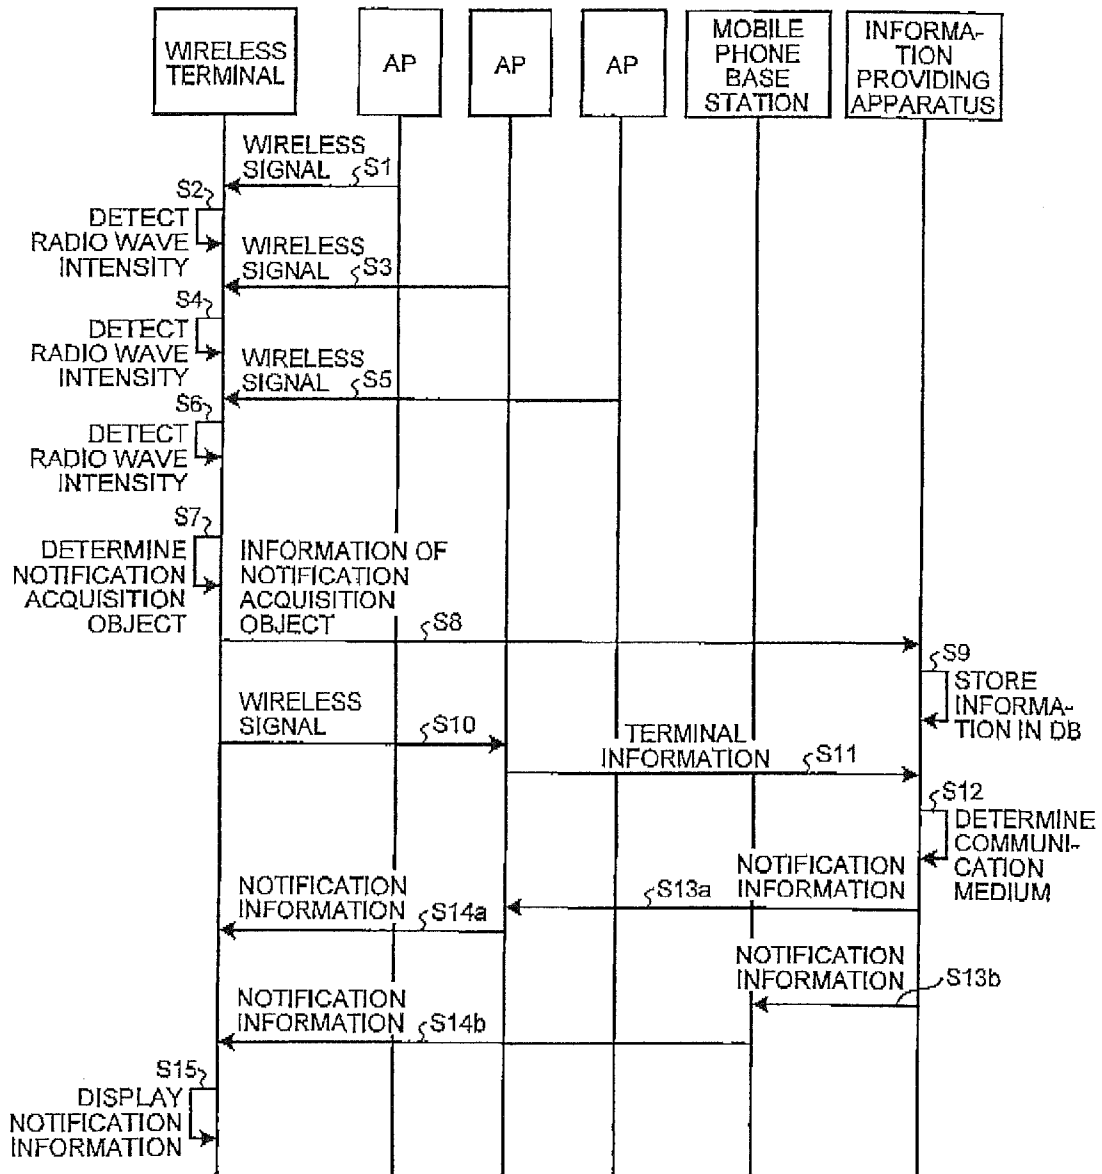 WIRELESS
TERMINAL
AP
AP
AP
MOBILE
PHONE
BASE
STATION
INFORMA-
TION
PROVIDING
APPARATUS
WIRELESS
SIGNAL
S1
S2
DETECT
RADIO WAVE
INTENSITY
WIRELESS
SIGNAL
S3
S4
DETECT
RADIO WAVE
INTENSITY
WIRELESS
SIGNAL
S5
S6
DETECT
RADIO WAVE
INTENSITY
S7
DETERMINE
NOTIFICATION
ACQUISITION
OBJECT
INFORMATION OF
NOTIFICATION
ACQUISITION
OBJECT
S8
S9
STORE
INFORMA-
TION IN DB
WIRELESS
SIGNAL
S10
TERMINAL
INFORMATION
S11
S12
DETERMINE
COMMUNI-
CATION
MEDIUM
NOTIFICATION
INFORMATION
S13a
NOTIFICATION
INFORMATION
S14a
NOTIFICATION
INFORMATION
S13b
NOTIFICATION
INFORMATION
S14b
S15
DISPLAY
NOTIFICATION
INFORMATION